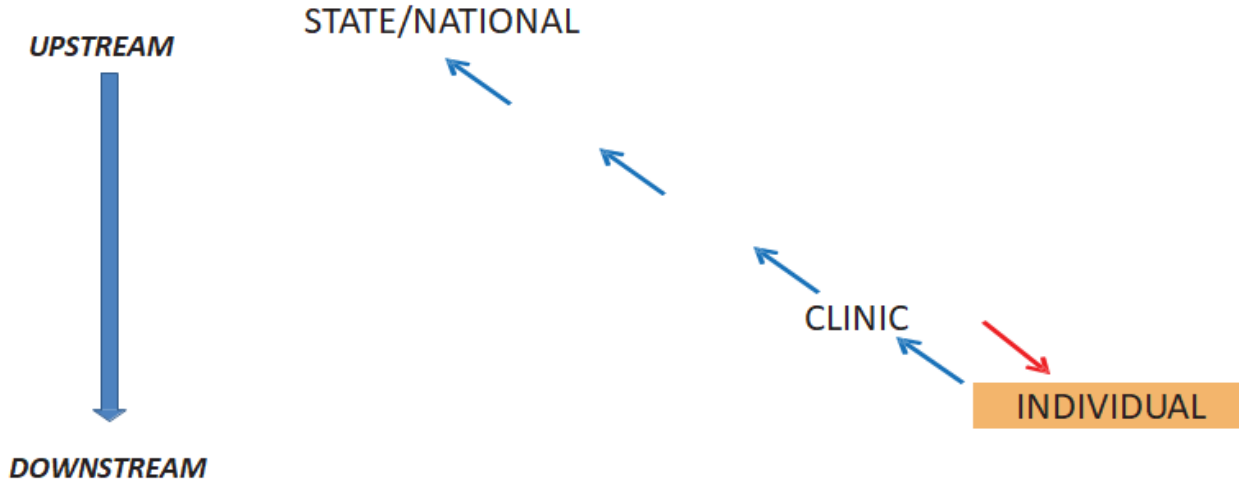 STATE/NATIONAL
UPSTREAM
CLINIC
INDIVIDUAL
DOWNSTREAM